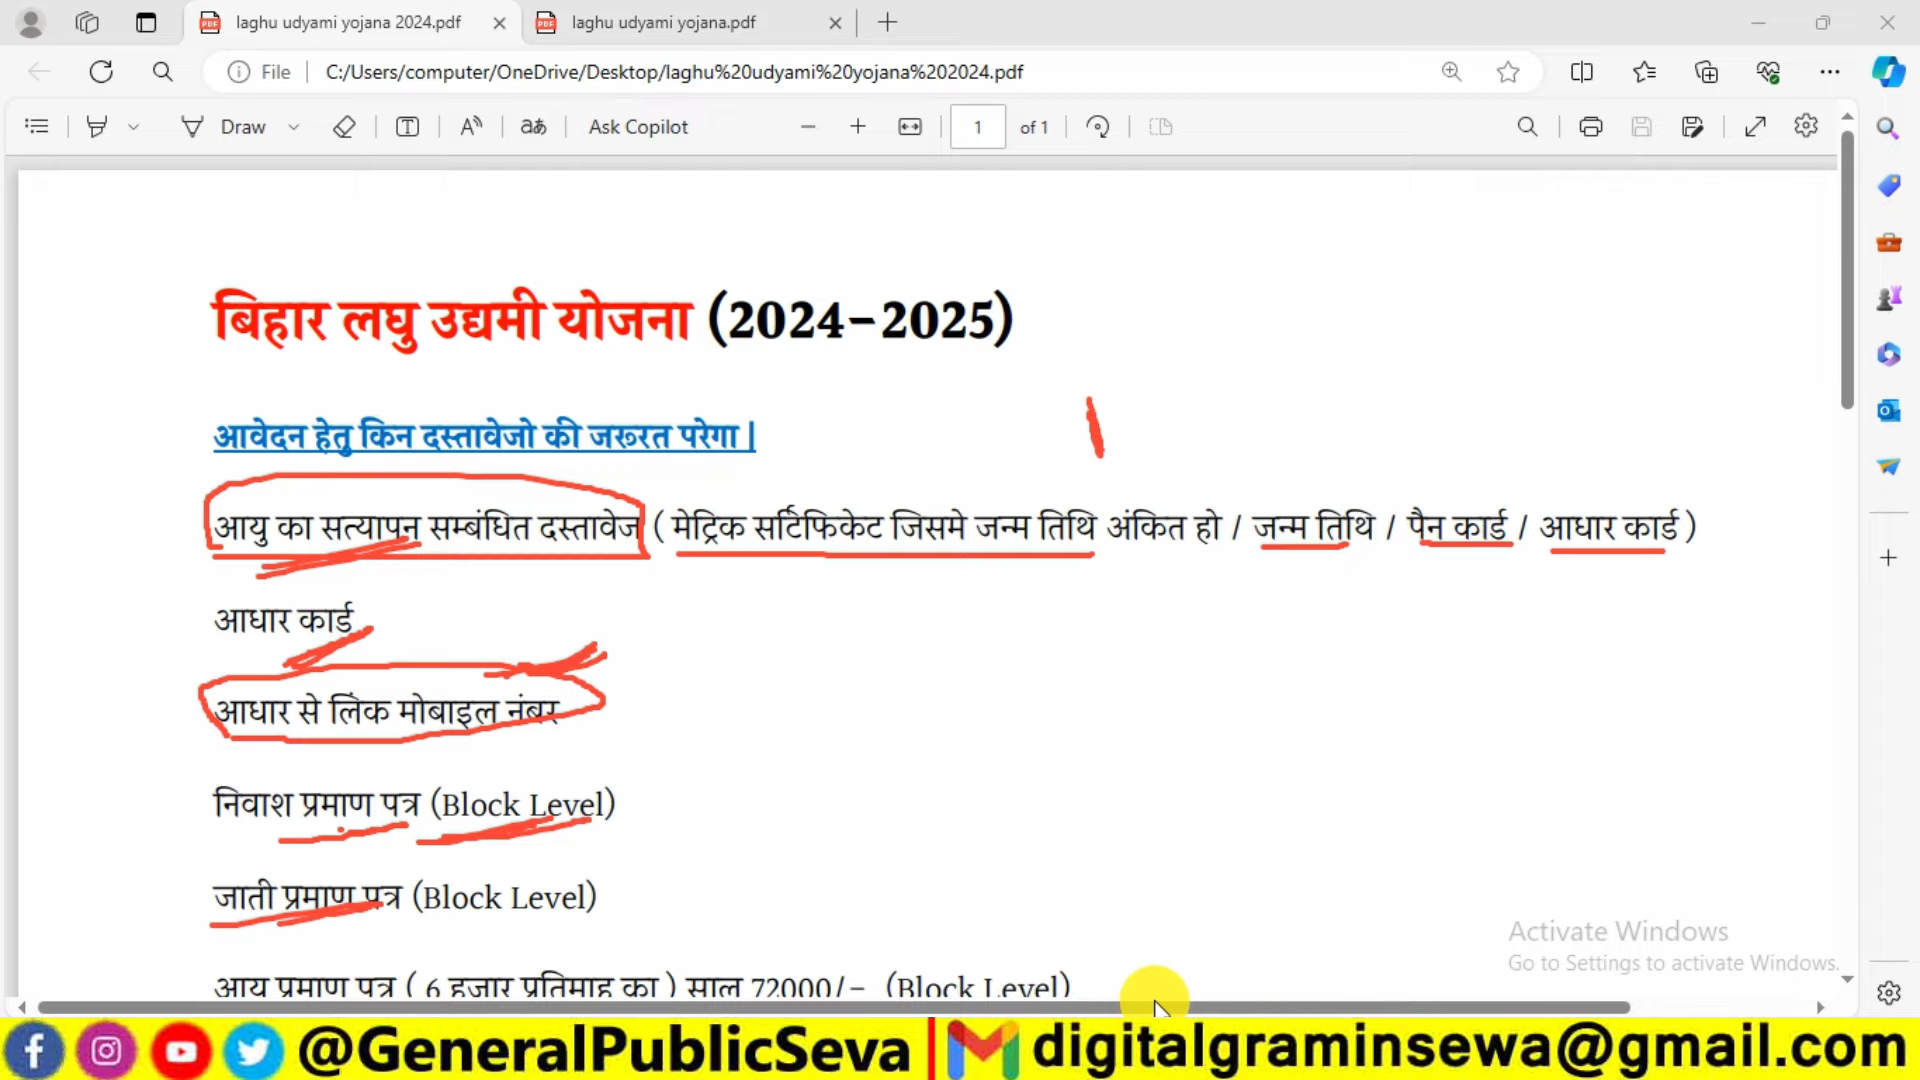 laghu udyami yojana 2024.pdf
laghu udyami yojana.pdf
File
C:/Users/computer/OneDrive/Desktop/laghu%20udyami%20yojana%202024.pdf
Draw
aあ
Ask Copilot
1 of 1
बिहार लघु उद्यमी योजना (2024-2025)
आवेदन हेतु किन दस्तावेजो की जरूरत परेगा |
आयु का सत्यापन सम्बंधित दस्तावेज ( मेट्रिक सर्टिफिकेट जिसमे जन्म तिथि अंकित हो / जन्म तिथि / पैन कार्ड / आधार कार्ड )
आधार कार्ड
आधार से लिंक मोबाइल नंबर
निवाश प्रमाण पत्र (Block Level)
जाती प्रमाण पत्र (Block Level)
आय प्रमाण पत्र ( 6 हजार प्रतिमाह का ) साल 72000/- (Block Level)
Activate Windows
Go to Settings to activate Windows.
@GeneralPublicSeva
digitalgraminsewa@gmail.com